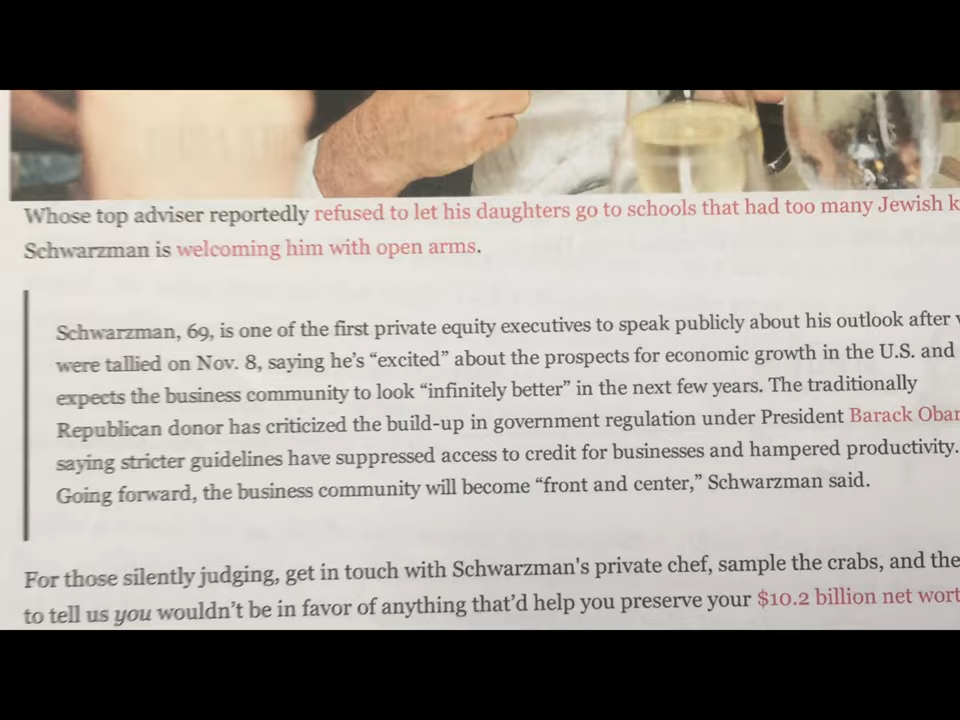 Whose top adviser reportedly refused to let his daughters go to schools that had too many Jewish
Schwarzman is welcoming him with open arms.
Schwarzman, 69, is one of the first private equity executives to speak publicly about his outlook after
were tallied on Nov. 8, saying he's “excited” about the prospects for economic growth in the U.S. and
expects the business community to look “infinitely better” in the next few years. The traditionally
Republican donor has criticized the build-up in government regulation under President Barack
saying stricter guidelines have suppressed access to credit for businesses and hampered productivity.
Going forward, the business community will become “front and center,” Schwarzman said.
For those silently judging, get in touch with Schwarzman's private chef, sample the crabs, and
to tell us you wouldn't be in favor of anything that'd help you preserve your $10.2 billion net